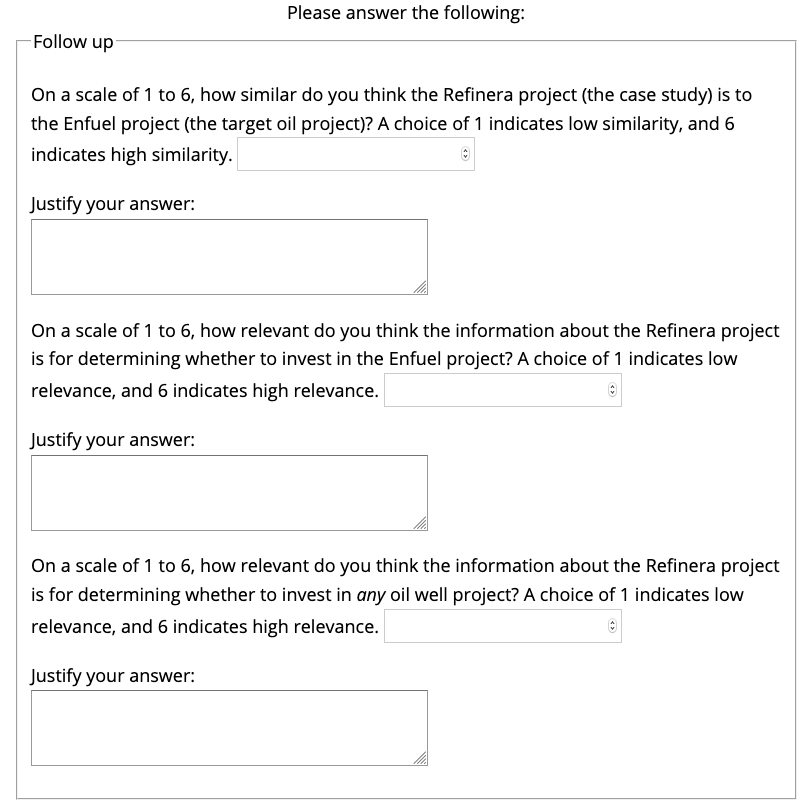 Please answer the following:
Follow up
On a scale of 1 to 6, how similar do you think the Refinera project (the case study) is to
the Enfuel project (the target oil project)? A choice of 1 indicates low similarity, and 6
indicates high similarity.
Justify your answer:
On a scale of 1 to 6, how relevant do you think the information about the Refinera project
is for determining whether to invest in the Enfuel project? A choice of 1 indicates low
relevance, and 6 indicates high relevance.
Justify your answer:
On a scale of 1 to 6, how relevant do you think the information about the Refinera project
is for determining whether to invest in any oil well project? A choice of 1 indicates low
relevance, and 6 indicates high relevance.
Justify your answer: